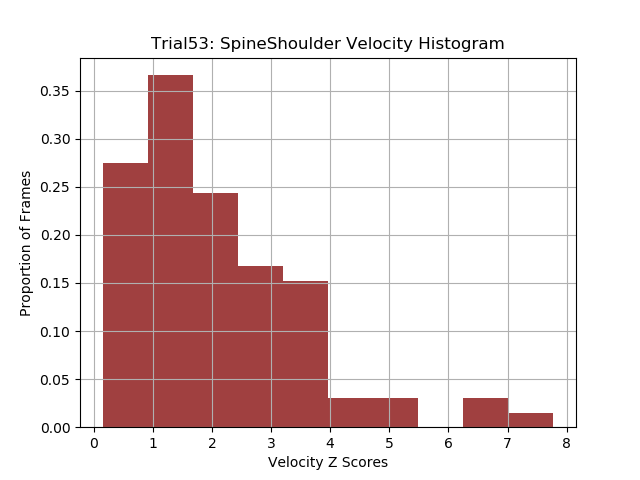 Trial53: SpineShoulder Velocity Histogram
0.35
0.30
0.25
0.20
0.15
0.10
0.05
0.00
Proportion of Frames
0 1 2 3 4 5 6 7 8
Velocity Z Scores